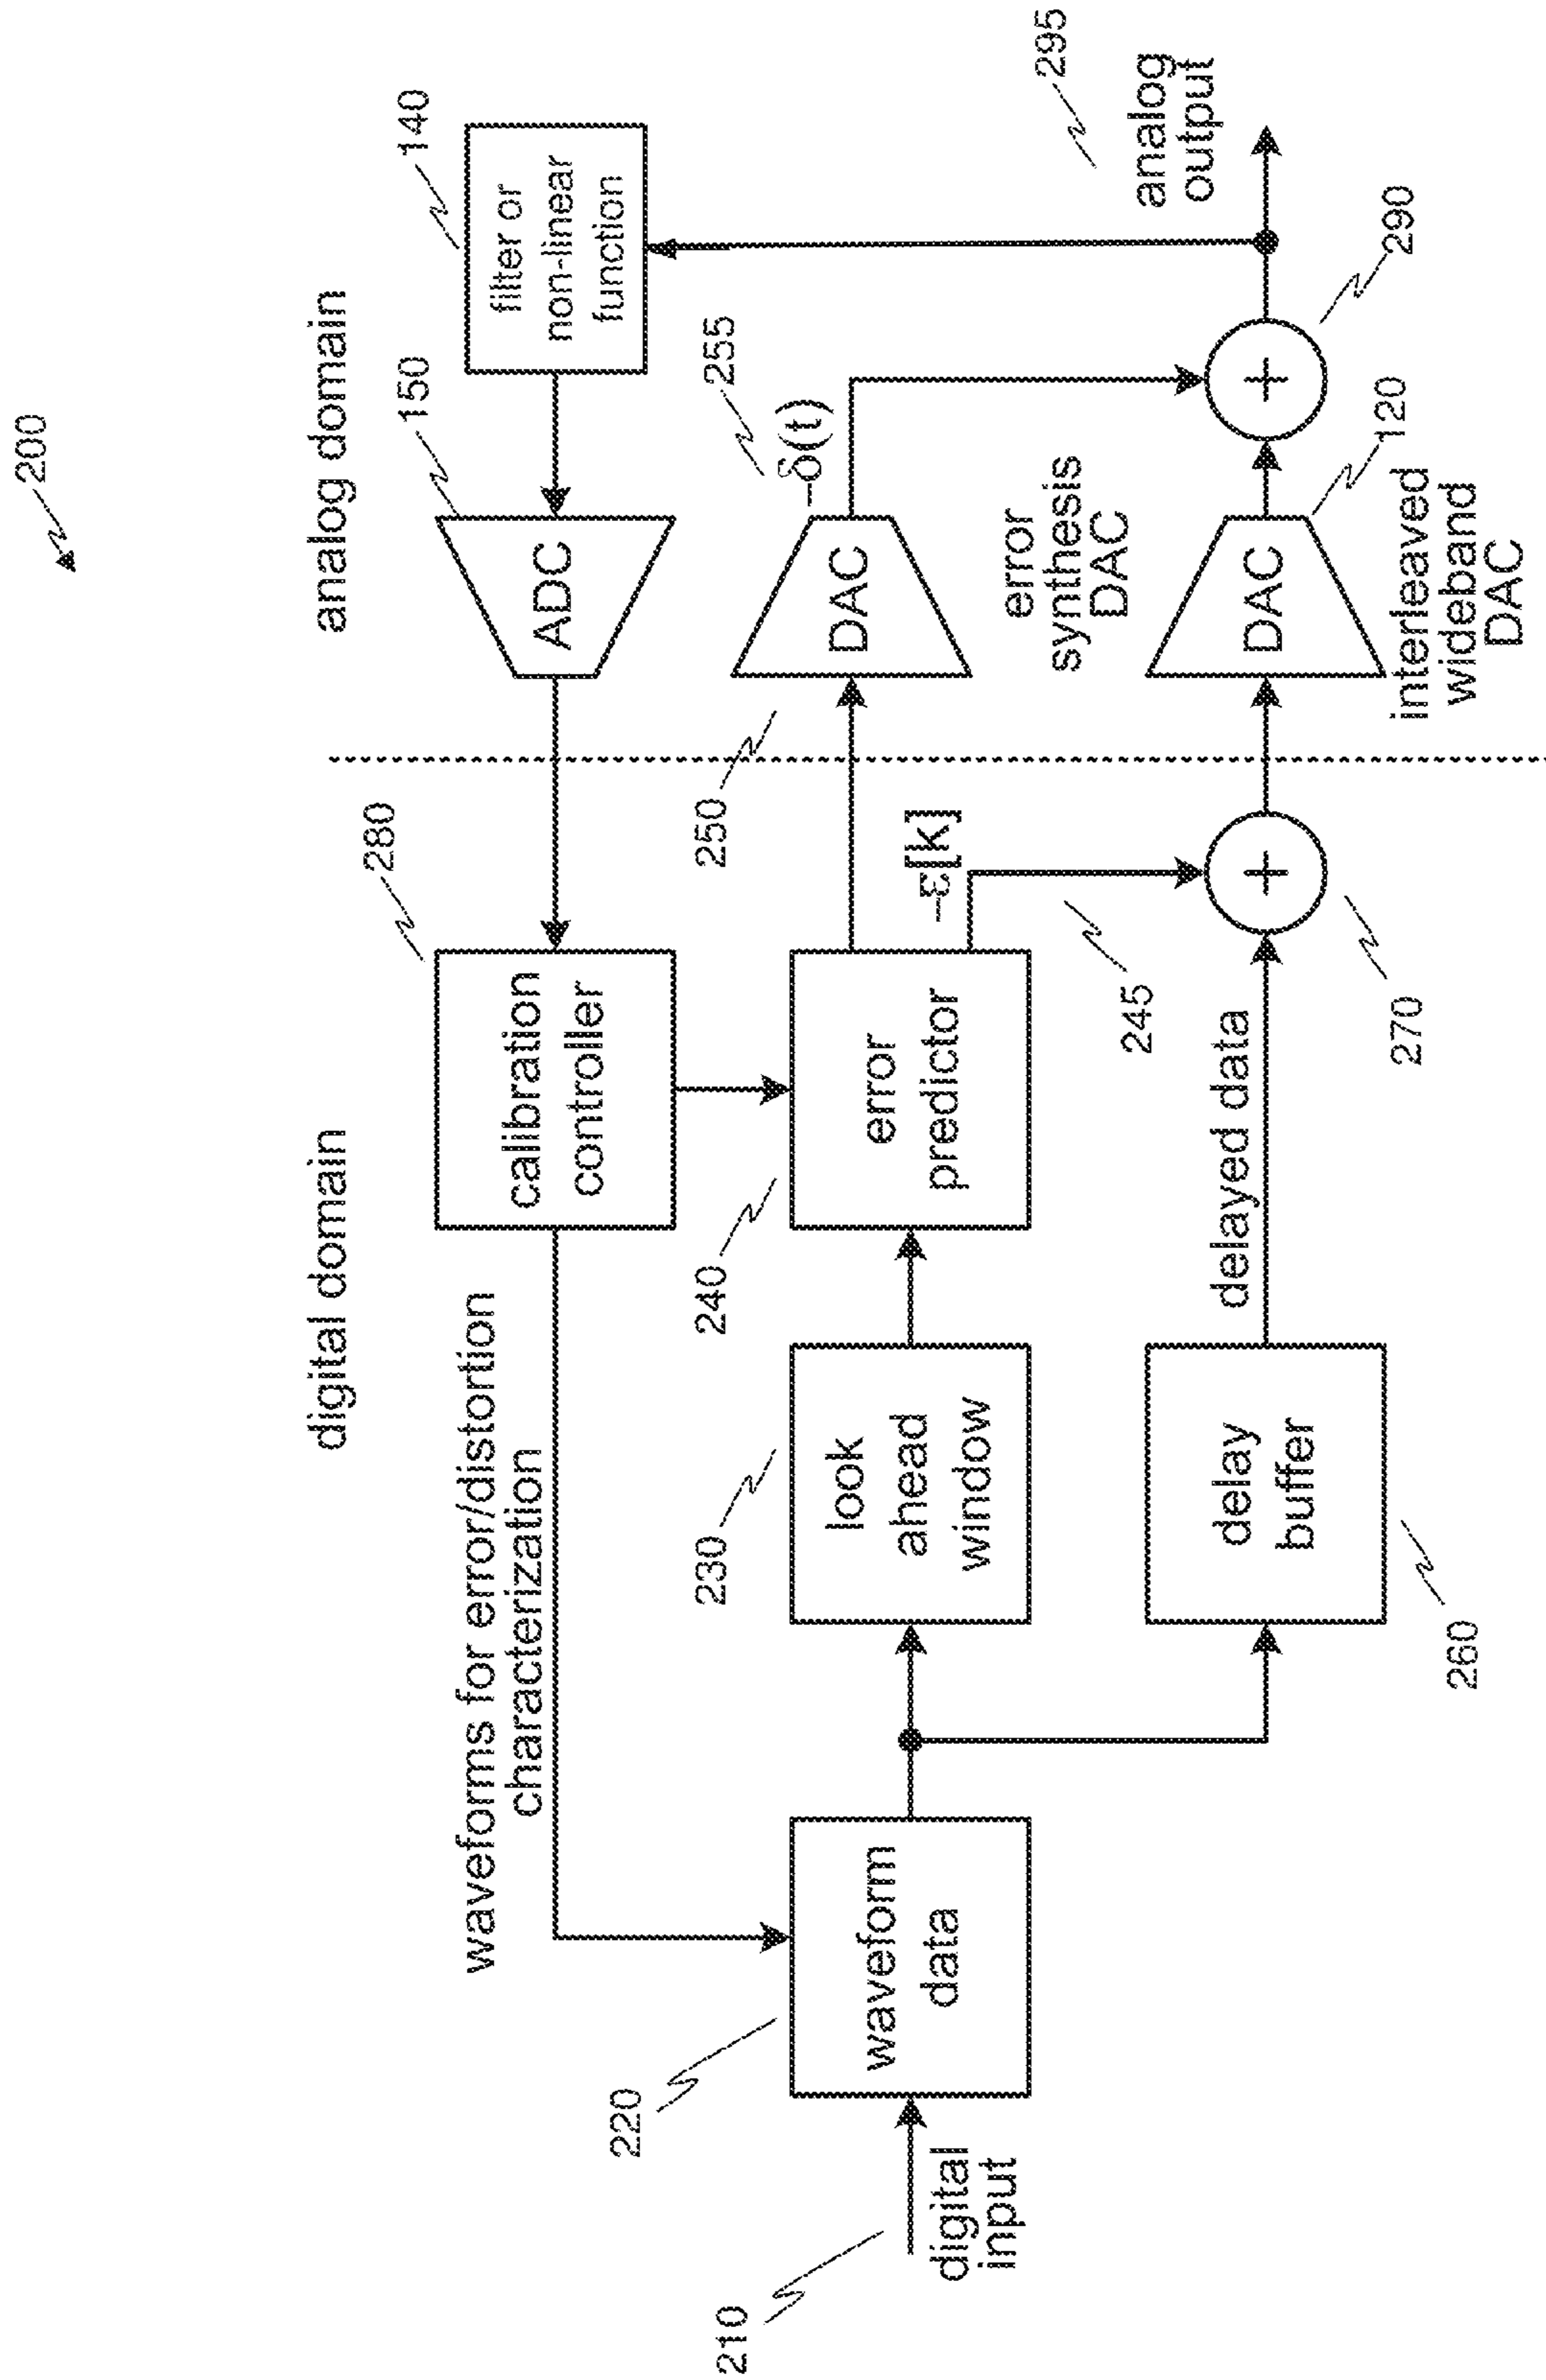 200
digital domain
analog domain
waveforms for error/distortion
characterization
280
calibration
controller
150
ADC
140
filter or
non-linear
function
210
digital
input
220
waveform
data
230
look
ahead
window
240
error
predictor
–ε[k]
245
250
DAC
–δ(t)
255
error
synthesis
DAC
260
delay
buffer
delayed data
270
DAC
120
interleaved
wideband
DAC
290
analog
output
295